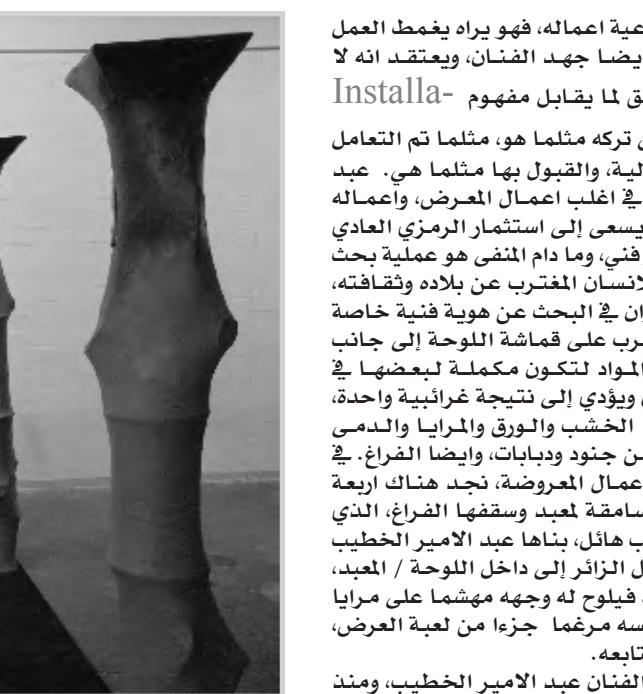 عية اعماله، فهو يراه يغمط العمل
يضا جهد الفنان، ويعتقد انه لا
ق لما يقابل مفهوم Installa-
تركه مثلما هو، مثلما تم التعامل
لية، والقبول بها مثلما هي. عبد
في اغلب اعمال المعرض، واعماله
يسعى إلى استثمار الرمزي العادي
فني، وما دام المنفى هو عملية بحث
لانسان المغترب عن بلاده وثقافته،
ان في البحث عن هوية فنية خاصة
رب على قماشة اللوحة إلى جانب
المواد لتكون مكملة لبعضها في
ويؤدي إلى نتيجة غرائبية واحدة،
الخشب والورق والمرايا والدمى
ن جنود ودبابات، وايضا الفراغ. في
عمال المعروضة، نجد هناك اربعة
سامقة لمعبد وسقفها الفراغ، الذي
ب هائل، بناها عبد الامير الخطيب
ل الزائر إلى داخل اللوحة / المعبد،
فيلوح له وجهه مهشما على مرايا
سه مرغما جزءا من لعبة العرض،
تابعه.
الفنان عبد الامير الخطيب، ومنذ